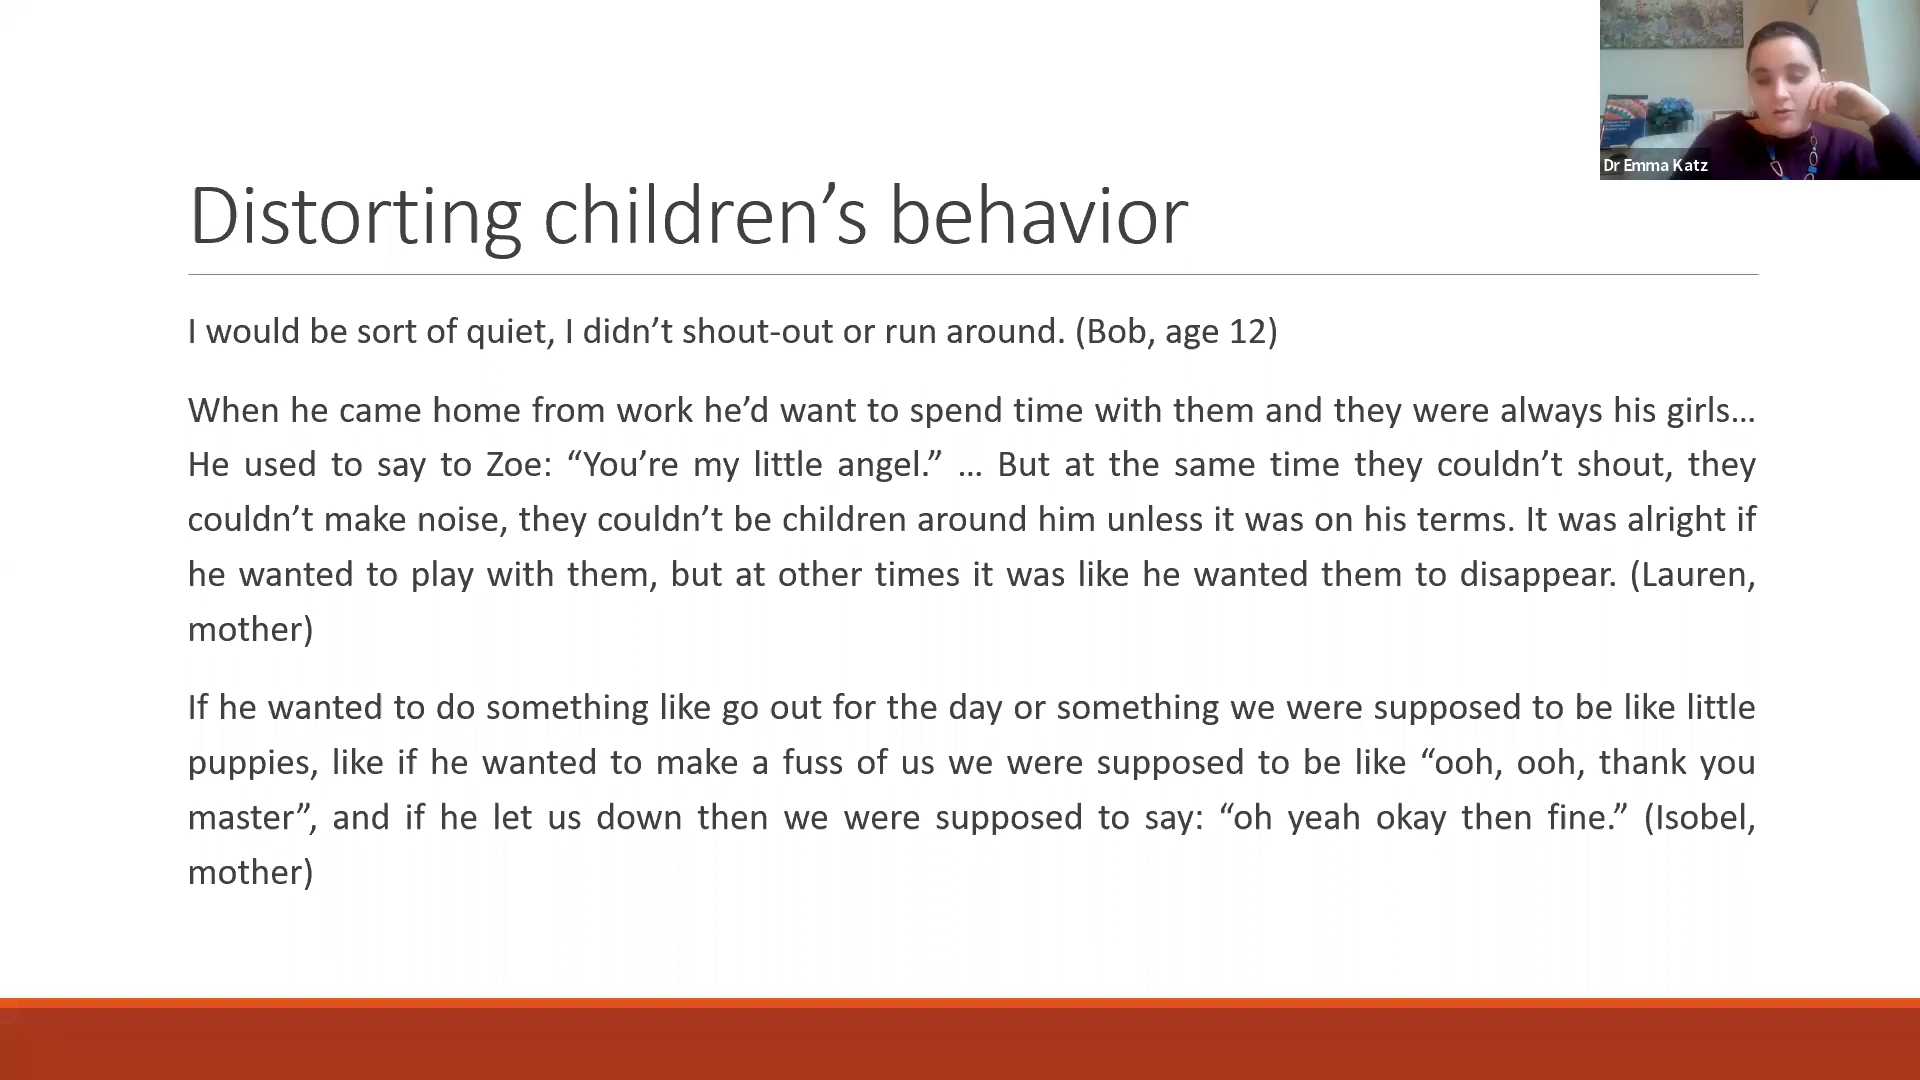 Dr Emma Katz
Distorting children’s behavior
I would be sort of quiet, I didn’t shout-out or run around. (Bob, age 12)
When he came home from work he’d want to spend time with them and they were always his girls…
He used to say to Zoe: “You’re my little angel.” … But at the same time they couldn’t shout, they
couldn’t make noise, they couldn’t be children around him unless it was on his terms. It was alright if
he wanted to play with them, but at other times it was like he wanted them to disappear. (Lauren,
mother)
If he wanted to do something like go out for the day or something we were supposed to be like little
puppies, like if he wanted to make a fuss of us we were supposed to be like “ooh, ooh, thank you
master”, and if he let us down then we were supposed to say: “oh yeah okay then fine.” (Isobel,
mother)